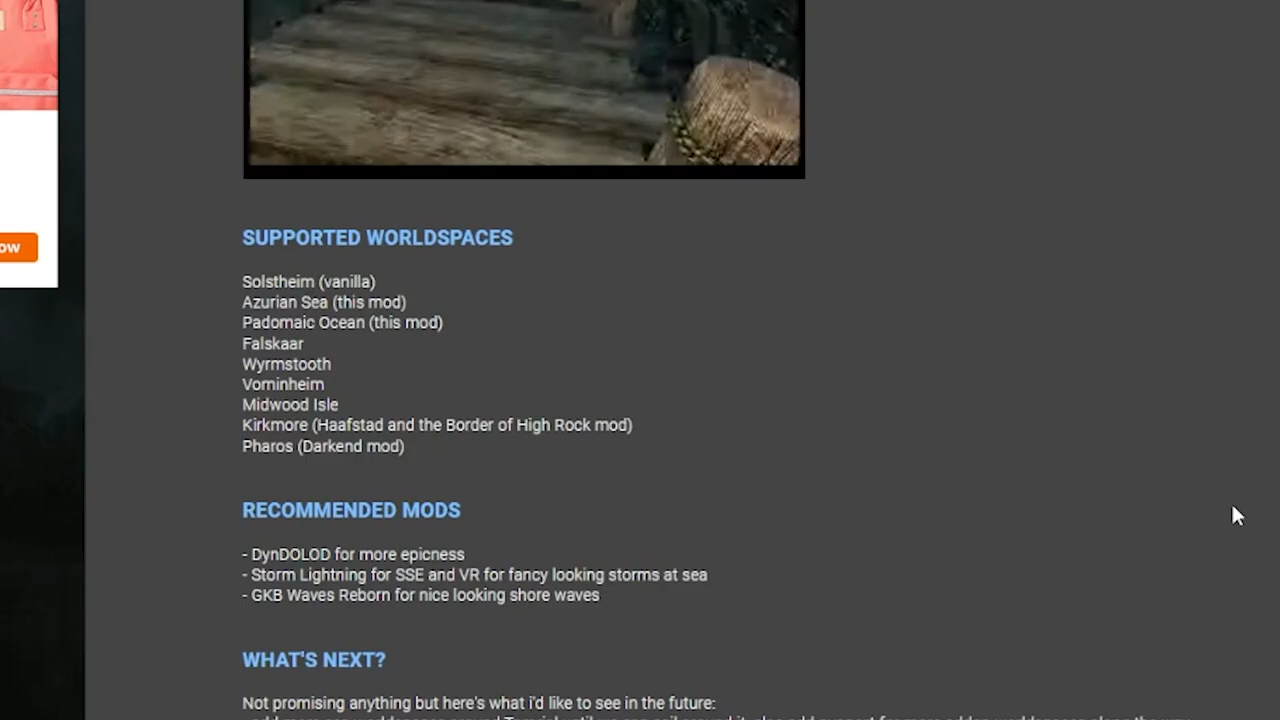 ow
SUPPORTED WORLDSPACES
Solstheim (vanilla)
Azurian Sea (this mod)
Padomaic Ocean (this mod)
Falskaar
Wyrmstooth
Vominheim
Midwood Isle
Kirkmore (Haafstad and the Border of High Rock mod)
Pharos (Darkend mod)
RECOMMENDED MODS
- DynDOLOD for more epicness
- Storm Lightning for SSE and VR for fancy looking storms at sea
- GKB Waves Reborn for nice looking shore waves
WHAT'S NEXT?
Not promising anything but here's what i'd like to see in the future: